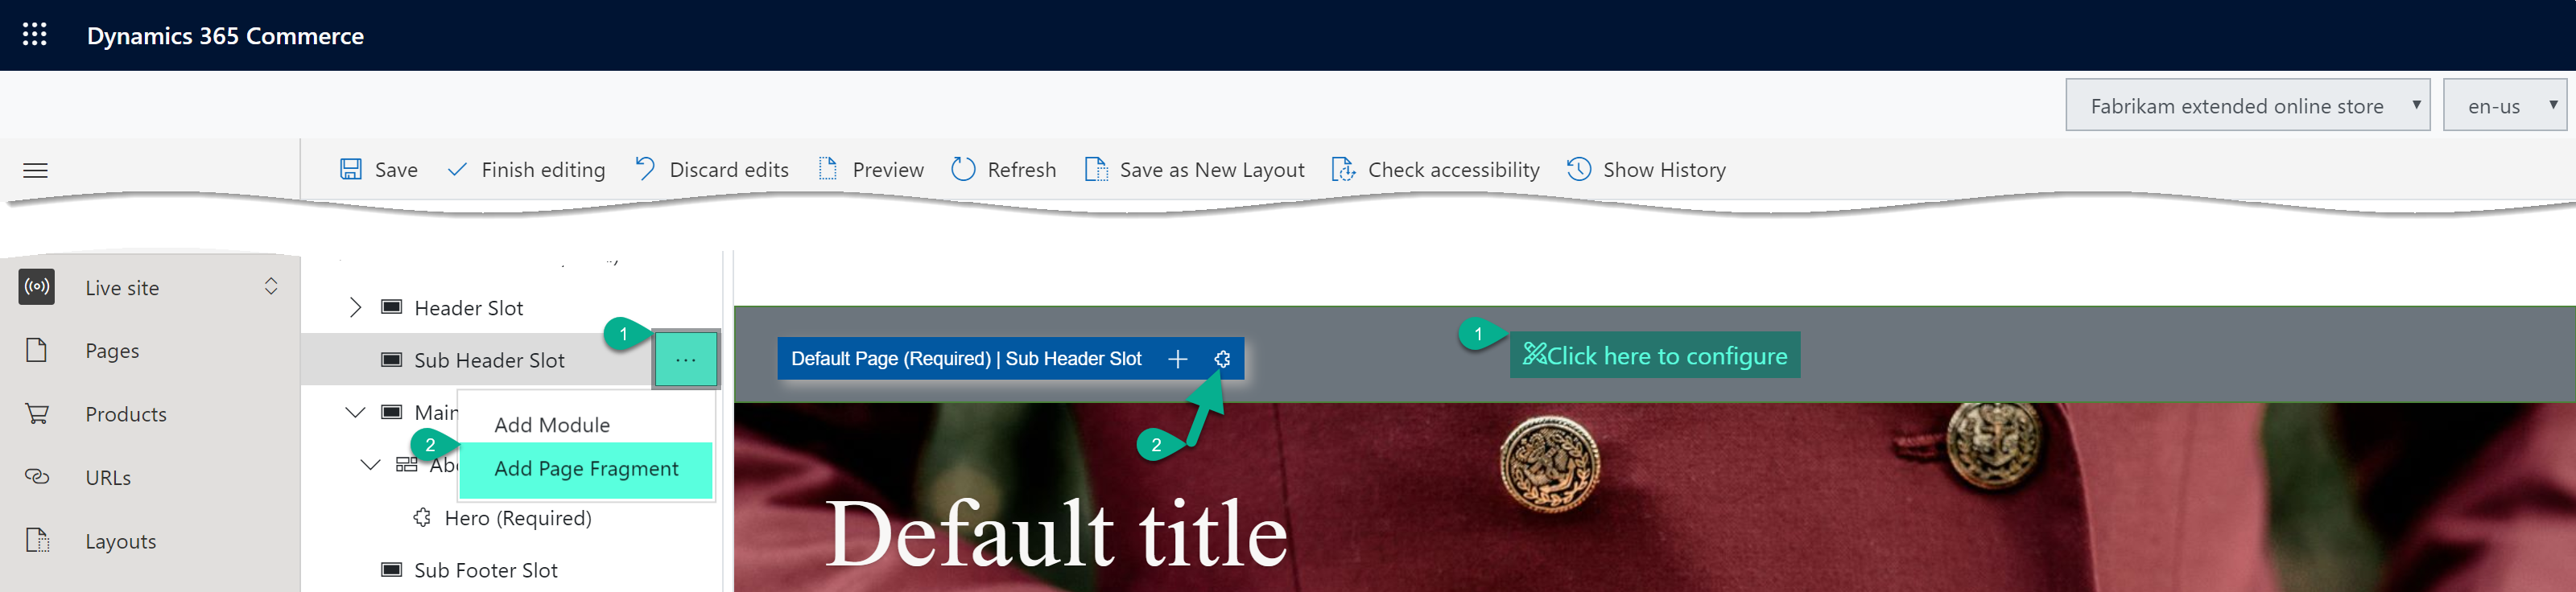 Dynamics 365 Commerce
Fabrikam extended online store
en-us
Save
Finish editing
Discard edits
Preview
Refresh
Save as New Layout
Check accessibility
Show History
Live site
Pages
Products
URLs
Layouts
Header Slot
Sub Header Slot
1
...
Main
Add Module
2
Add Page Fragment
Hero (Required)
Sub Footer Slot
Default Page (Required) | Sub Header Slot
1
Click here to configure
2
Default title